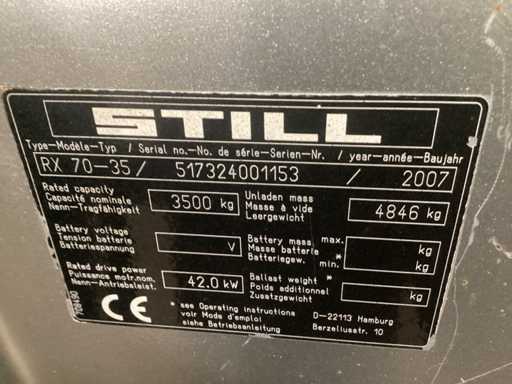 STILL
Type-Modèle-Typ / Serial no.-No. de série-Serien-Nr. / year-année-Baujahr
RX 70-35 / 517324001153 / 2007
Rated capacity
Capacité nominale
Nenn-Tragfähigkeit
3500 kg
Unladen mass
Masse à vide
Leergewicht
4846 kg
Battery voltage
Tension batterie
Batteriespannung
V
Battery mass max.
Masse batterie *
Batteriegew. min.
kg
* kg
Rated drive power
Puissance motr.nom.
Nenn-Antriebsleist.
42.0 kW
Ballast weight *
Poids additionnel
Zusatzgewicht
kg
CE
* see Operating instructions
voir Mode d'emploi
siehe Betriebsanleitung
D-22113 Hamburg
Berzeliusstr. 10